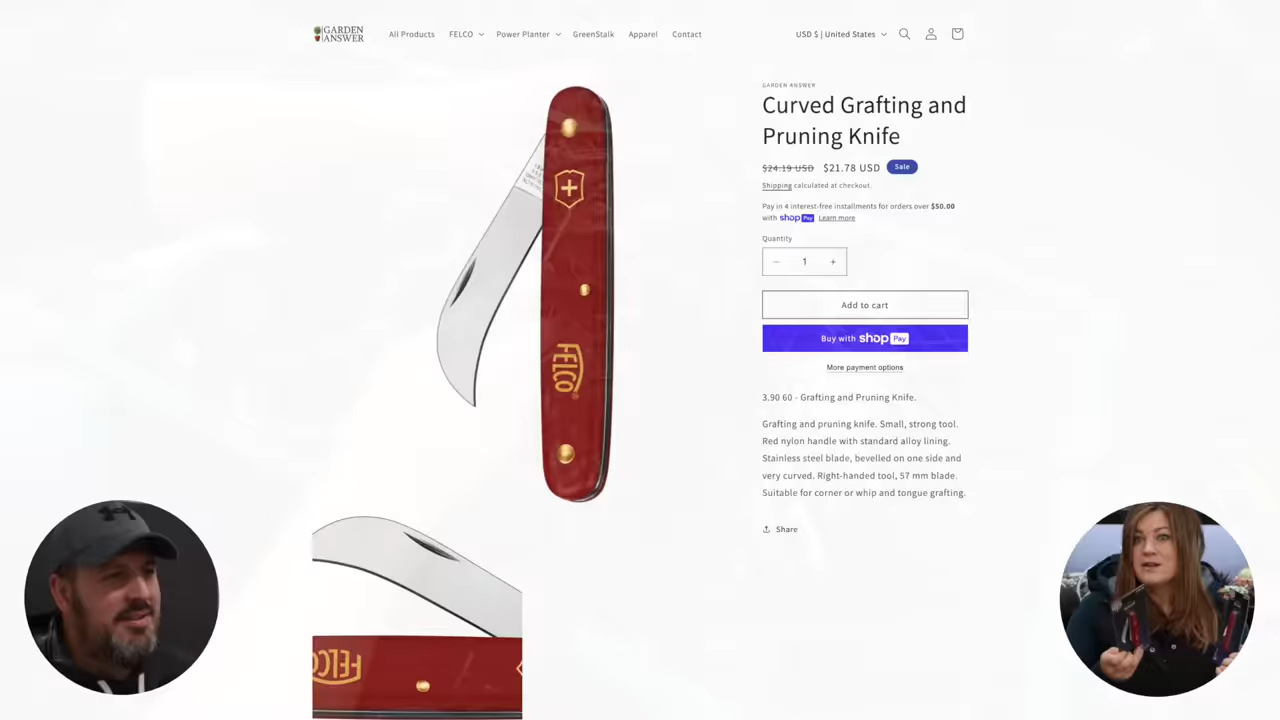 GARDEN
ANSWER
All Products
FELCO
Power Planter
GreenStalk
Apparel
Contact
USD $ | United States
GARDEN ANSWER
Curved Grafting and
Pruning Knife
$24.19 USD $21.78 USD Sale
Shipping calculated at checkout.
Pay in 4 interest-free installments for orders over $50.00
with shop Pay Learn more
Quantity
1
Add to cart
Buy with shop Pay
More payment options
3.90 60 - Grafting and Pruning Knife.
Grafting and pruning knife. Small, strong tool.
Red nylon handle with standard alloy lining.
Stainless steel blade, bevelled on one side and
very curved. Right-handed tool, 57 mm blade.
Suitable for corner or whip and tongue grafting.
Share
FELCO
FELCO